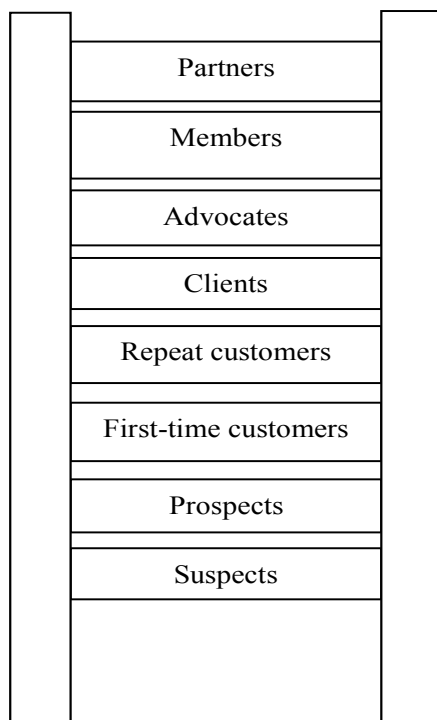 Partners
Members
Advocates
Clients
Repeat customers
First-time customers
Prospects
Suspects